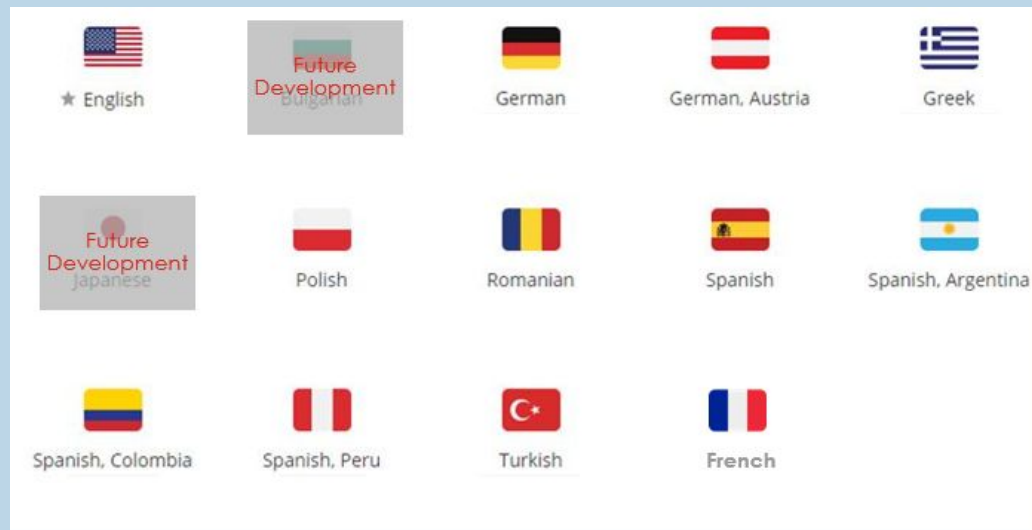 ★ English
Future
Development
Bulgarian
German
German, Austria
Greek
Future
Development
Japanese
Polish
Romanian
Spanish
Spanish, Argentina
Spanish, Colombia
Spanish, Peru
Turkish
French